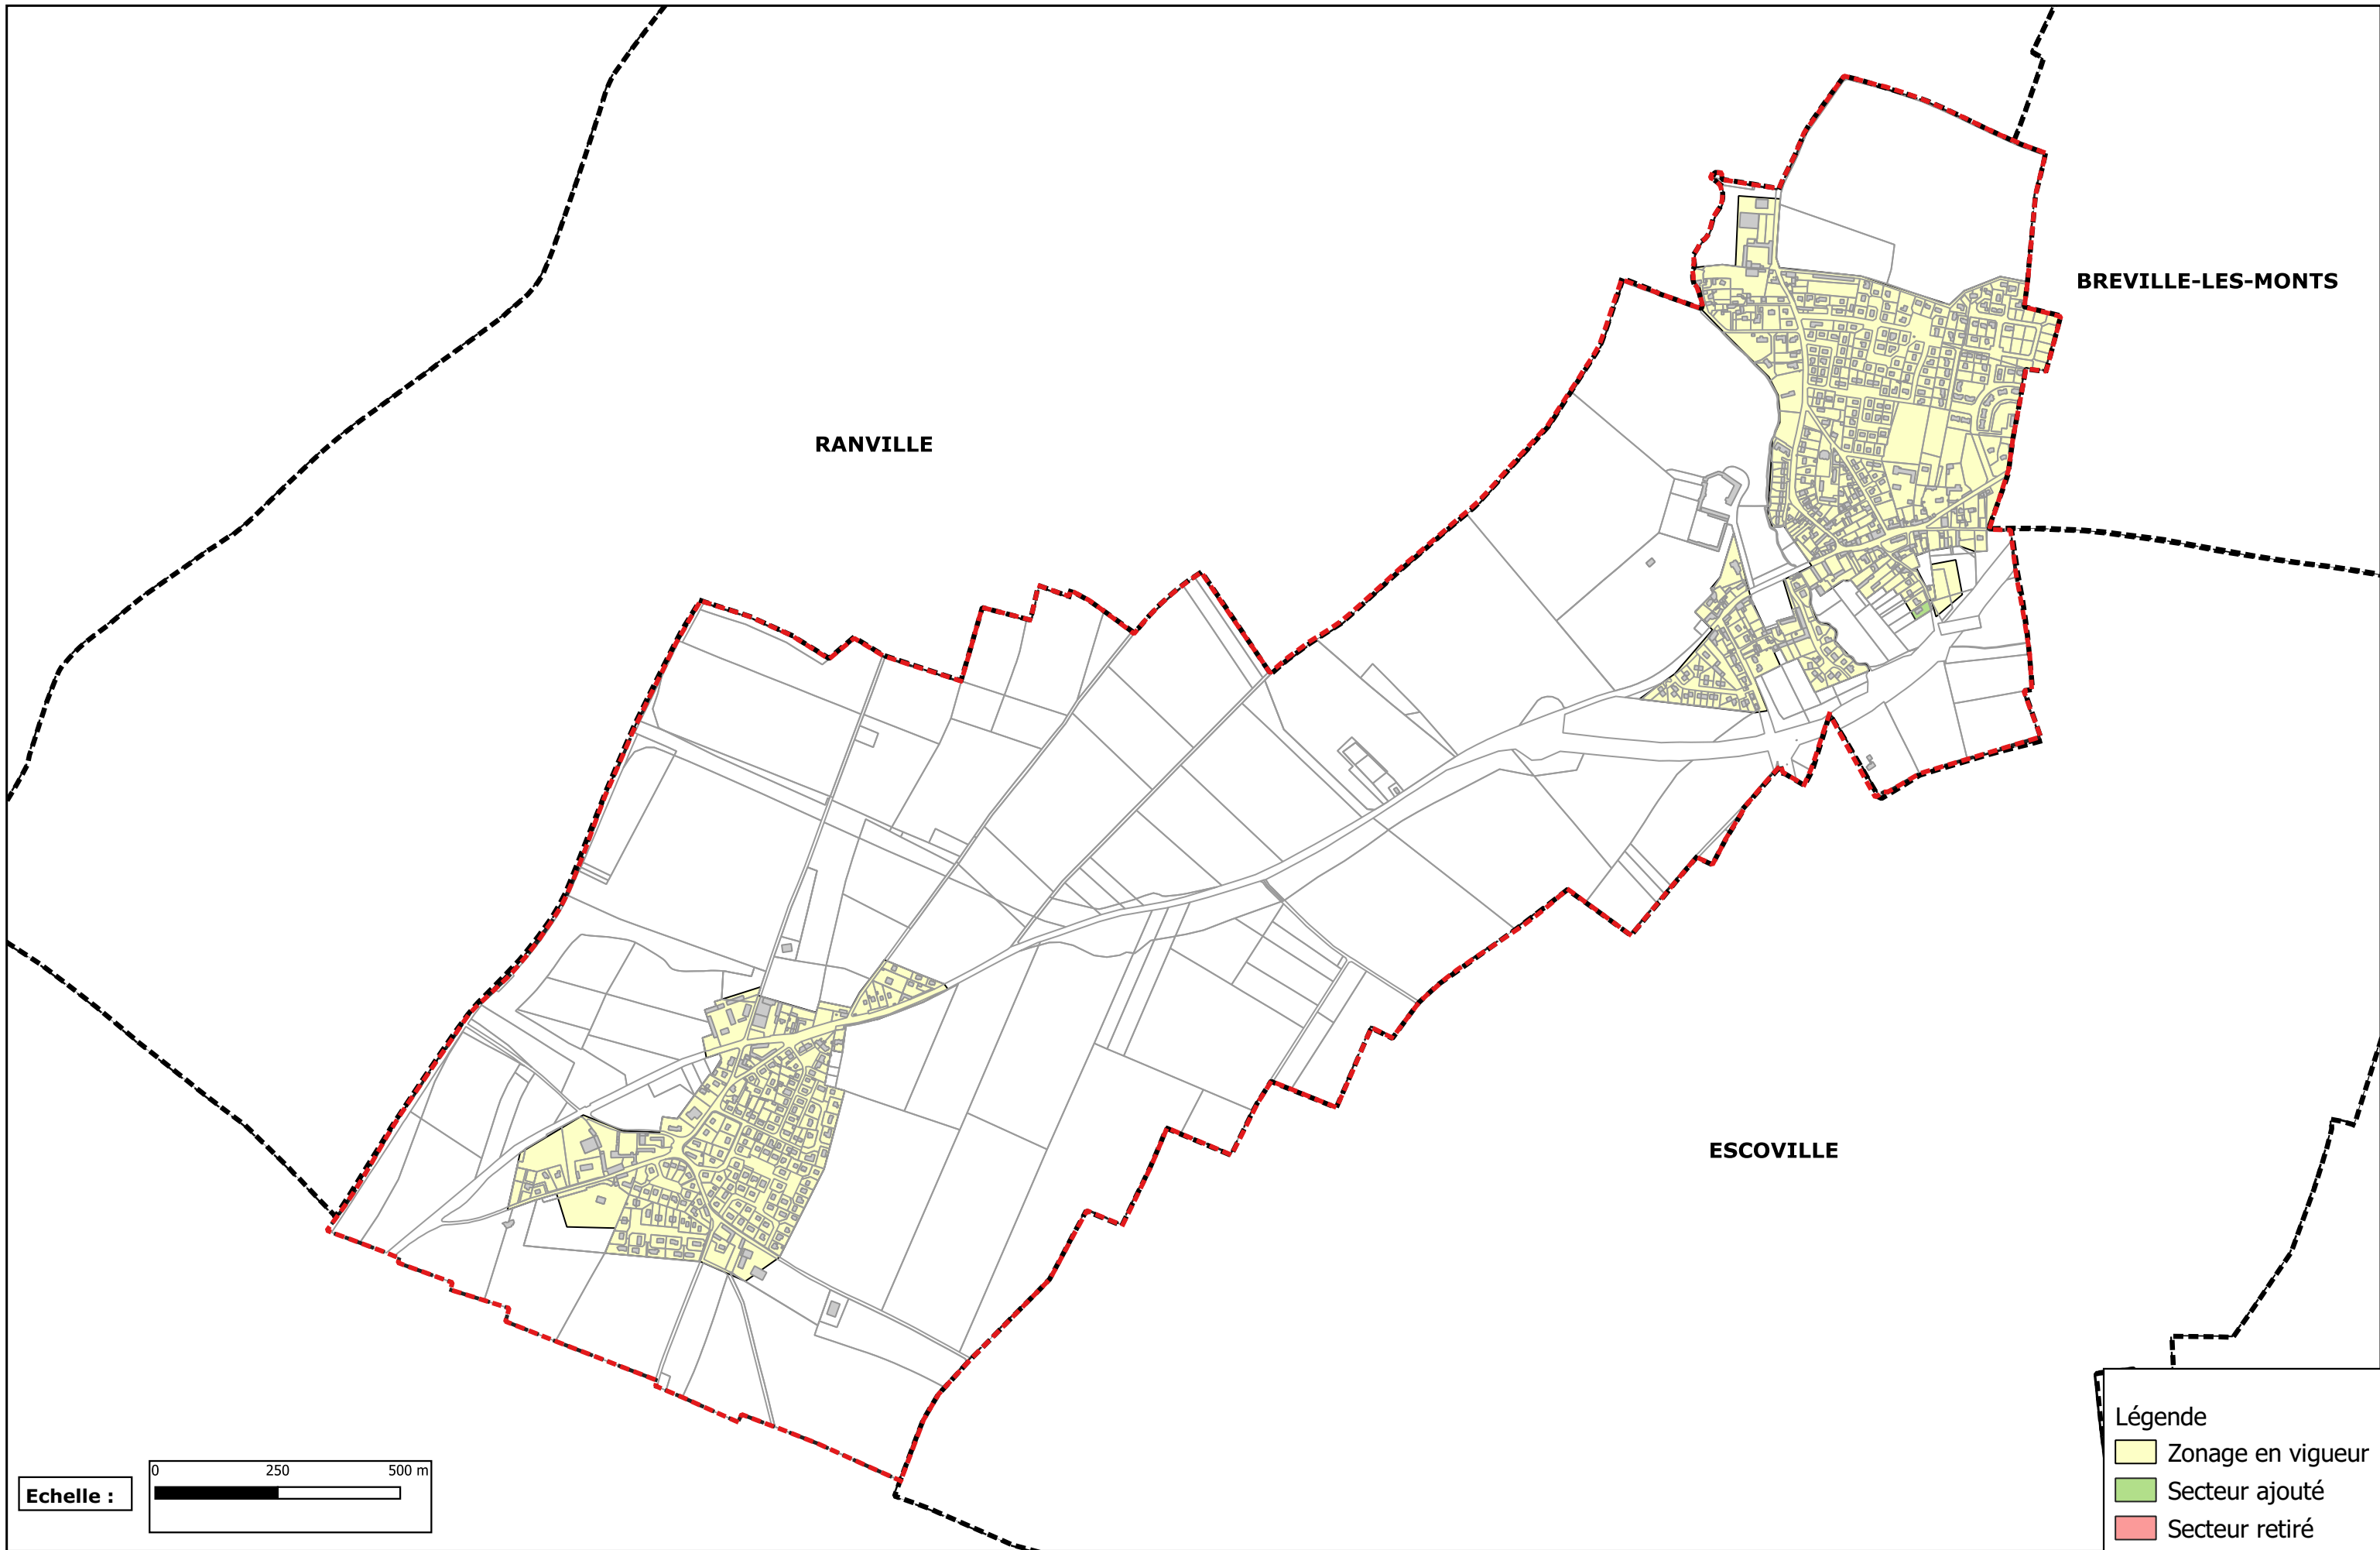 BREVILLE-LES-MONTS
RANVILLE
ESCOVILLE
Légende
Zonage en vigueur
Secteur ajouté
Secteur retiré
Echelle :
0 250 500 m